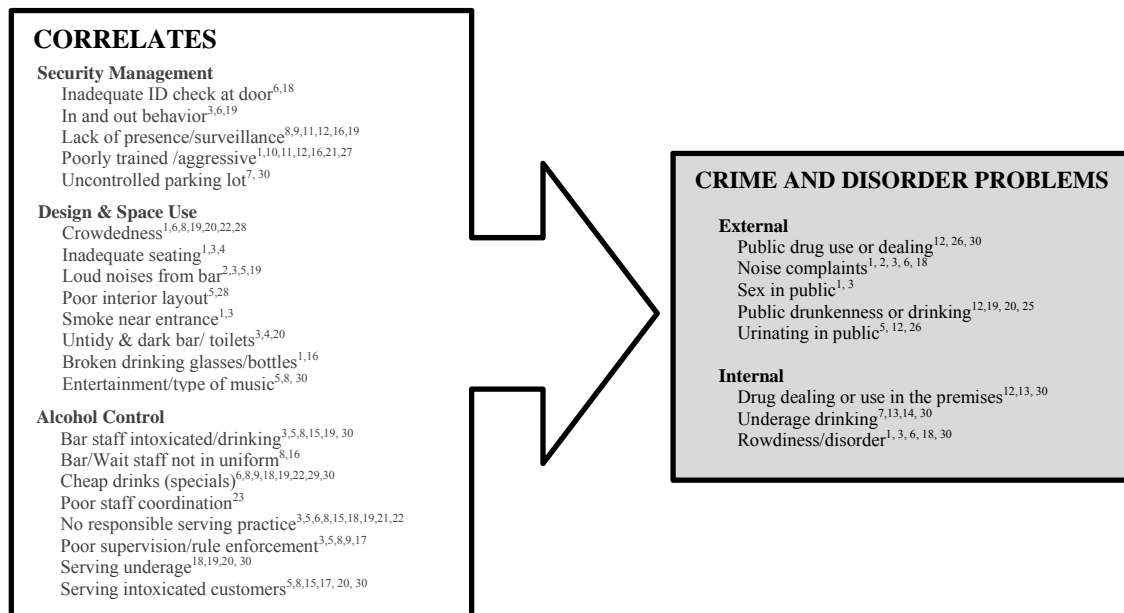 CORRELATES
Security Management
Inadequate ID check at door6,18
In and out behavior3,6,19
Lack of presence/surveillance8,9,11,12,16,19
Poorly trained /aggressive1,10,11,12,16,21,27
Uncontrolled parking lot7, 30
Design & Space Use
Crowdedness1,6,8,19,20,22,28
Inadequate seating1,3,4
Loud noises from bar2,3,5,19
Poor interior layout5,28
Smoke near entrance1,3
Untidy & dark bar/ toilets3,4,20
Broken drinking glasses/bottles1,16
Entertainment/type of music5,8, 30
Alcohol Control
Bar staff intoxicated/drinking3,5,8,15,19, 30
Bar/Wait staff not in uniform8,16
Cheap drinks (specials)6,8,9,18,19,22,29,30
Poor staff coordination23
No responsible serving practice3,5,6,8,15,18,19,21,22
Poor supervision/rule enforcement3,5,8,9,17
Serving underage18,19,20, 30
Serving intoxicated customers5,8,15,17, 20, 30
CRIME AND DISORDER PROBLEMS
External
Public drug use or dealing12, 26, 30
Noise complaints1, 2, 3, 6, 18
Sex in public1, 3
Public drunkenness or drinking12,19, 20, 25
Urinating in public5, 12, 26
Internal
Drug dealing or use in the premises12,13, 30
Underage drinking7,13,14, 30
Rowdiness/disorder1, 3, 6, 18, 30